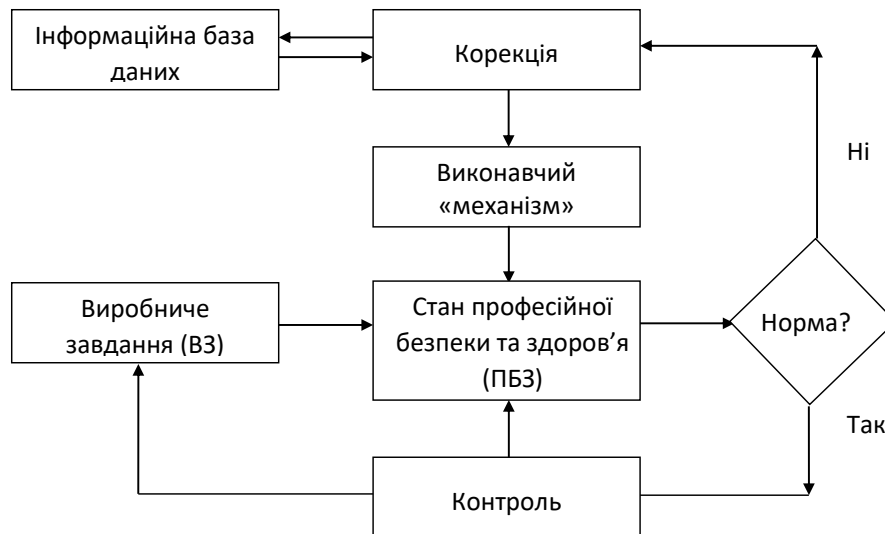 Інформаційна база
даних
Корекція
Ні
Виконавчий
«механізм»
Виробниче
завдання (ВЗ)
Стан професійної
безпеки та здоров’я
(ПБЗ)
Норма?
Так
Контроль